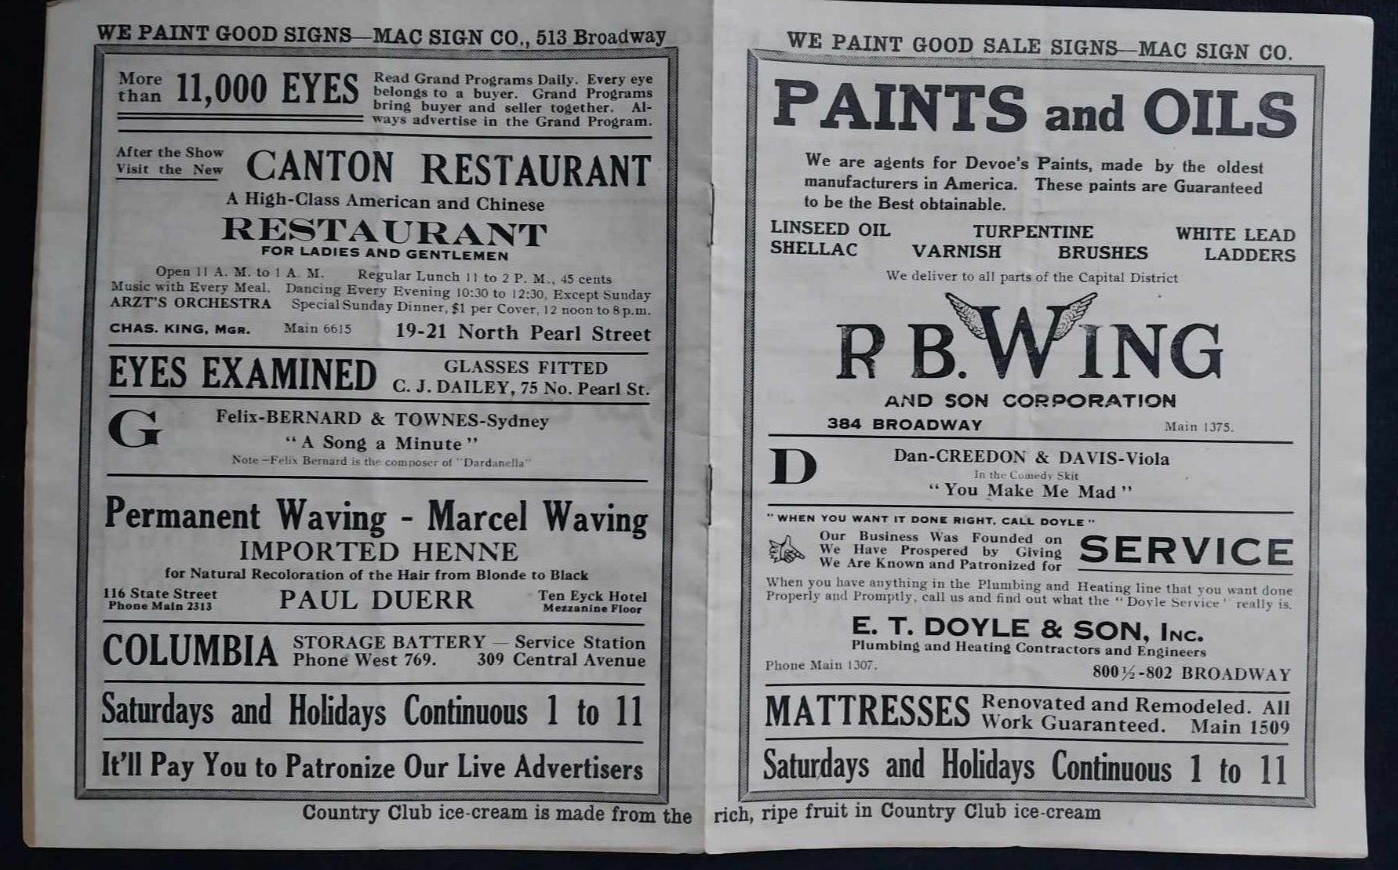 WE PAINT GOOD SIGNS—MAC SIGN CO., 513 Broadway
More than 11,000 EYES
Read Grand Programs Daily. Every eye
belongs to a buyer. Grand Programs
bring buyer and seller together. Al-
ways advertise in the Grand Program.
After the Show
Visit the New
CANTON RESTAURANT
A High-Class American and Chinese
RESTAURANT
FOR LADIES AND GENTLEMEN
Open 11 A. M. to 1 A. M. Regular Lunch 11 to 2 P. M., 45 cents
Music with Every Meal. Dancing Every Evening 10:30 to 12:30, Except Sunday
ARZT'S ORCHESTRA Special Sunday Dinner, $1 per Cover, 12 noon to 8 p.m.
CHAS. KING, MGR. Main 6615 19-21 North Pearl Street
EYES EXAMINED
GLASSES FITTED
C. J. DAILEY, 75 No. Pearl St.
G
Felix-BERNARD & TOWNES-Sydney
"A Song a Minute"
Note—Felix Bernard is the composer of "Dardanella"
Permanent Waving - Marcel Waving
IMPORTED HENNE
for Natural Recoloration of the Hair from Blonde to Black
116 State Street
Phone Main 2313
PAUL DUERR
Ten Eyck Hotel
Mezzanine Floor
COLUMBIA
STORAGE BATTERY — Service Station
Phone West 769. 309 Central Avenue
Saturdays and Holidays Continuous 1 to 11
It'll Pay You to Patronize Our Live Advertisers
Country Club ice-cream is made from the
WE PAINT GOOD SALE SIGNS—MAC SIGN CO.
PAINTS and OILS
We are agents for Devoe's Paints, made by the oldest
manufacturers in America. These paints are Guaranteed
to be the Best obtainable.
LINSEED OIL TURPENTINE WHITE LEAD
SHELLAC VARNISH BRUSHES LADDERS
We deliver to all parts of the Capital District
R B. WING
AND SON CORPORATION
384 BROADWAY Main 1375.
D
Dan-CREEDON & DAVIS-Viola
In the Comedy Skit
"You Make Me Mad"
"WHEN YOU WANT IT DONE RIGHT, CALL DOYLE"
Our Business Was Founded on
We Have Prospered by Giving
We Are Known and Patronized for
SERVICE
When you have anything in the Plumbing and Heating line that you want done
Properly and Promptly, call us and find out what the "Doyle Service" really is.
E. T. DOYLE & SON, INC.
Plumbing and Heating Contractors and Engineers
Phone Main 1307. 800½-802 BROADWAY
MATTRESSES
Renovated and Remodeled. All
Work Guaranteed. Main 1509
Saturdays and Holidays Continuous 1 to 11
rich, ripe fruit in Country Club ice-cream